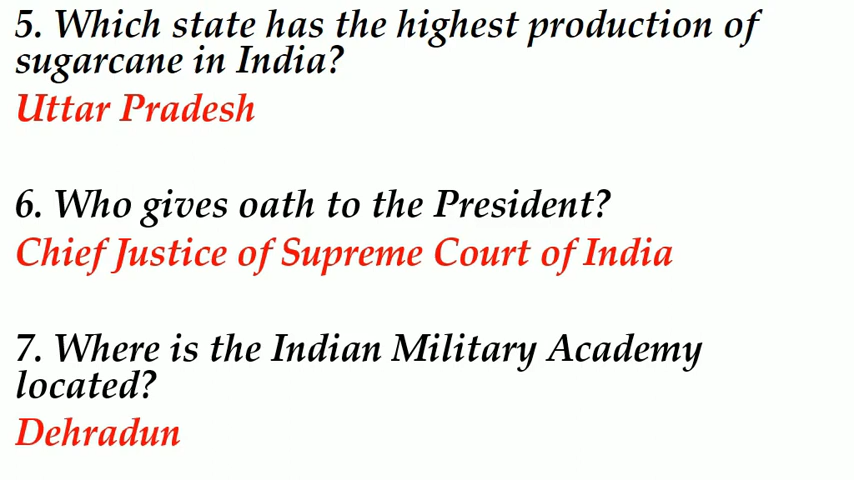 5. Which state has the highest production of
sugarcane in India?
Uttar Pradesh
6. Who gives oath to the President?
Chief Justice of Supreme Court of India
7. Where is the Indian Military Academy
located?
Dehradun